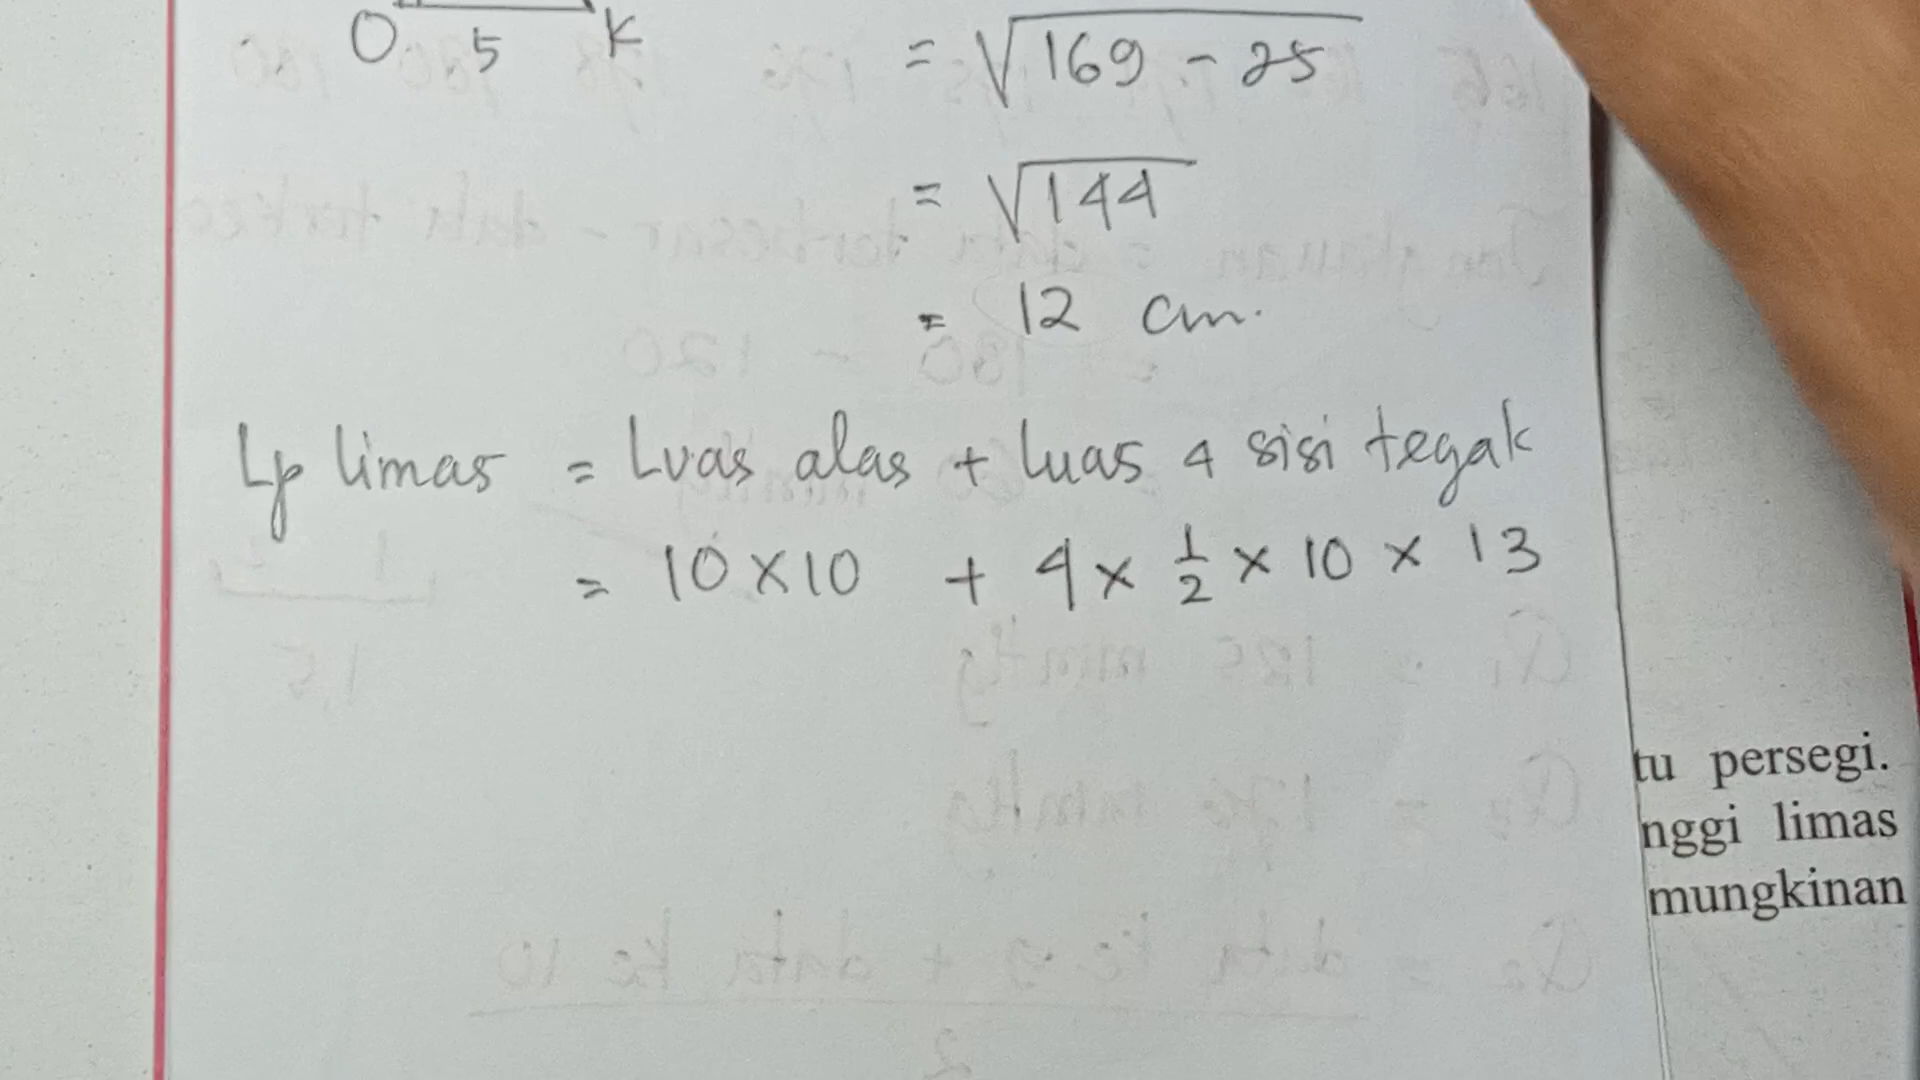 O 5 K
= √169 - 25
= √144
= 12 cm.
Lp limas = Luas alas + luas 4 sisi tegak
= 10 x 10 + 4 x 1/2 x 10 x 13
tu persegi.
nggi limas
mungkinan